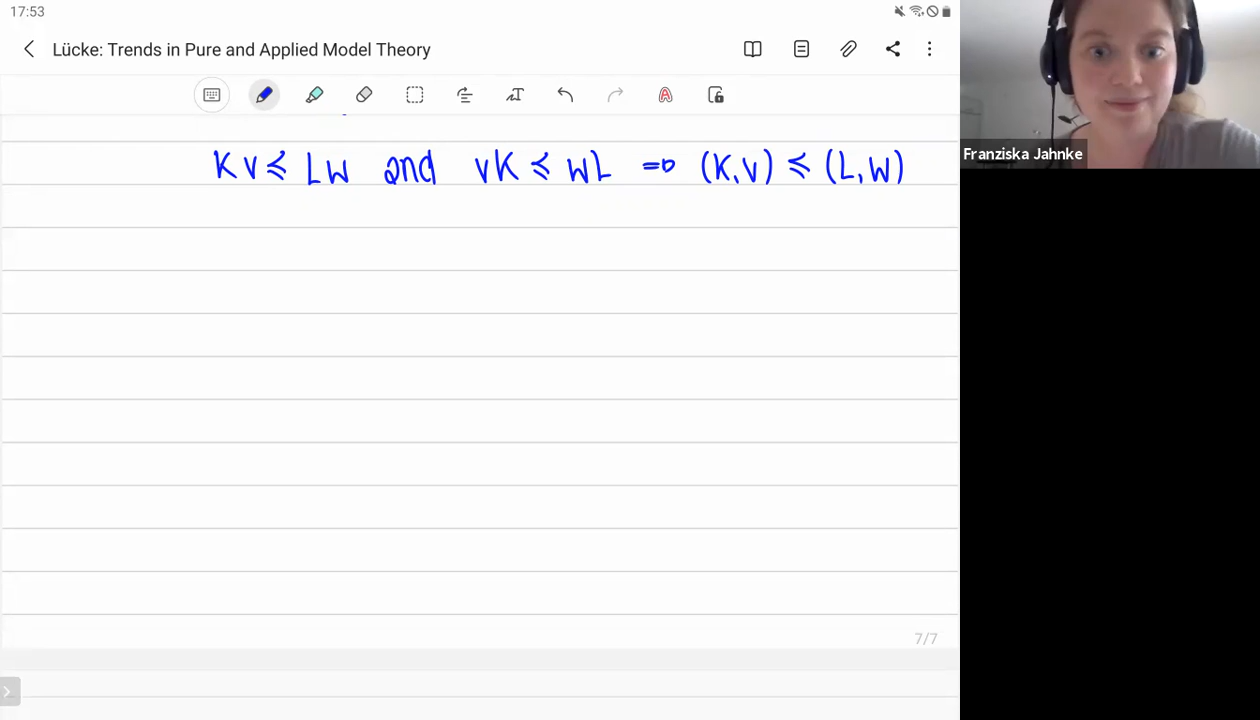 17:53
Lücke: Trends in Pure and Applied Model Theory
Kv ≼ Lw and vK ≼ wL ⇒ (K,v) ≼ (L,w)
7/7
Franziska Jahnke